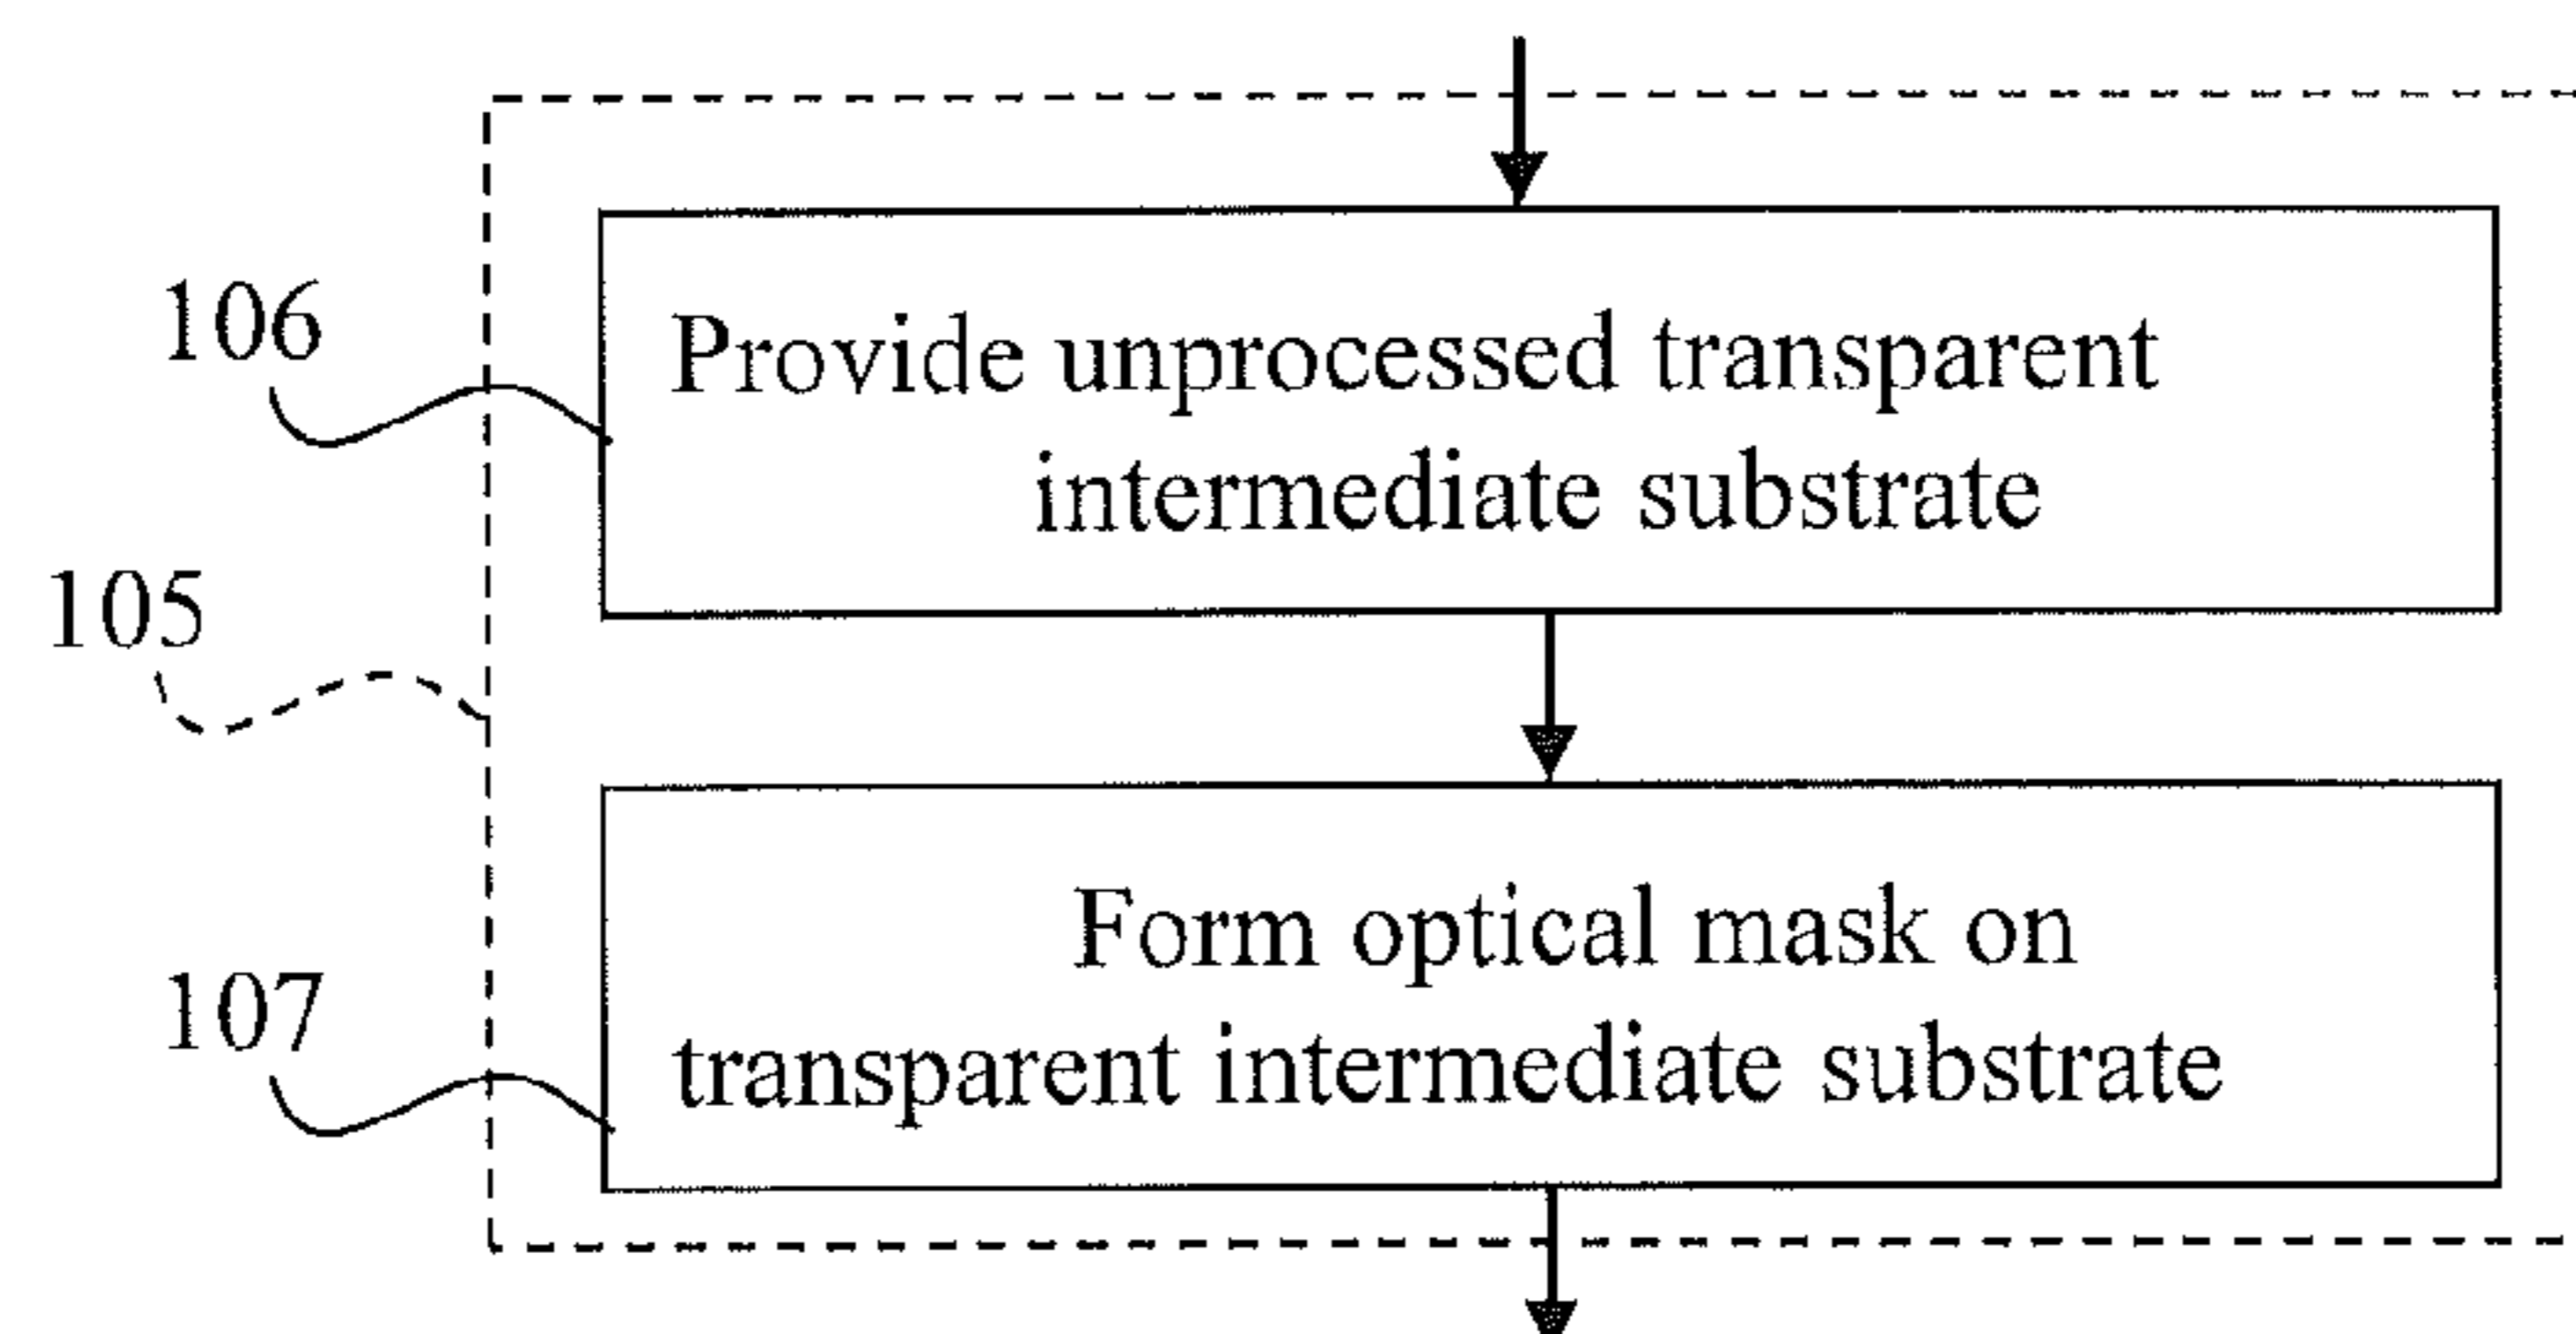 106
Provide unprocessed transparent
intermediate substrate
105
107
Form optical mask on
transparent intermediate substrate